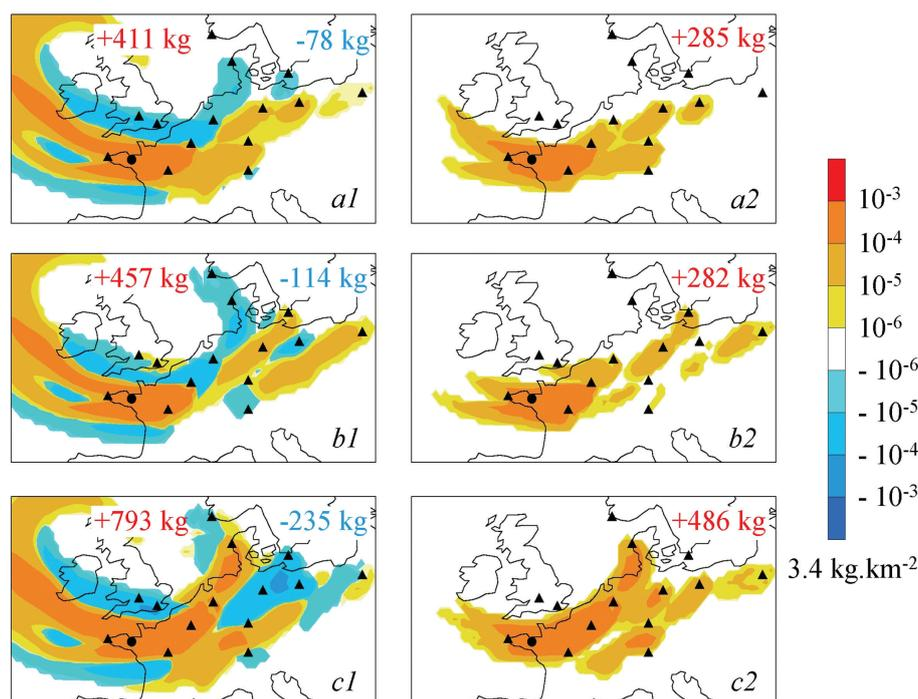 +411 kg -78 kg
a1
+285 kg
a2
+457 kg -114 kg
b1
+282 kg
b2
+793 kg -235 kg
c1
+486 kg
c2
10⁻³
10⁻⁴
10⁻⁵
10⁻⁶
- 10⁻⁶
- 10⁻⁵
- 10⁻⁴
- 10⁻³
3.4 kg.km⁻²